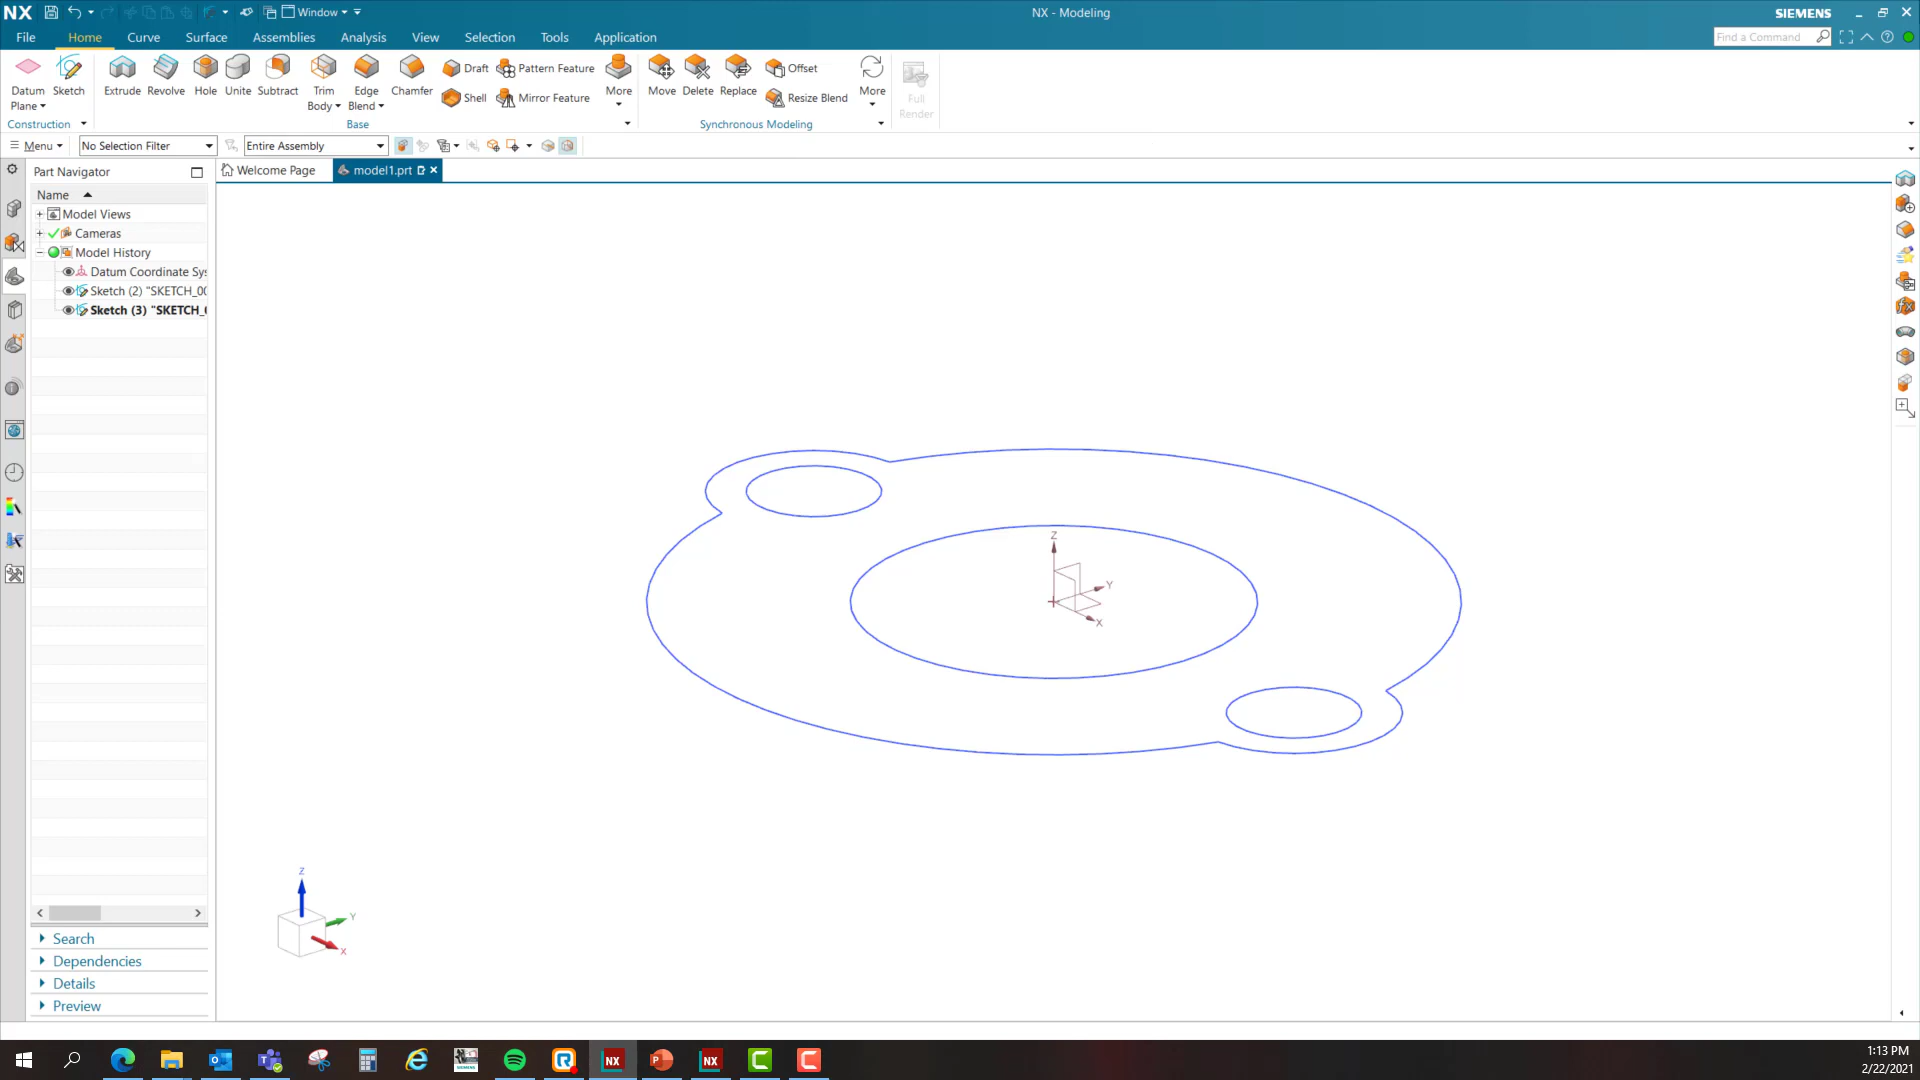 NX
Window
NX - Modeling
SIEMENS
File Home Curve Surface Assemblies Analysis View Selection Tools Application
Find a Command
Datum
Plane
Sketch
Extrude
Revolve
Hole
Unite
Subtract
Trim
Body
Edge
Blend
Chamfer
Draft
Shell
Pattern Feature
Mirror Feature
More
Move
Delete
Replace
Offset
Resize Blend
More
Full
Render
Construction
Base
Synchronous Modeling
Menu
No Selection Filter
Entire Assembly
Part Navigator
Welcome Page
model1.prt
Name
Model Views
Cameras
Model History
Datum Coordinate Sys
Sketch (2) "SKETCH_00
Sketch (3) "SKETCH_0
Z
Y
X
Z
Y
X
Search
Dependencies
Details
Preview
NX
NX
1:13 PM
2/22/2021